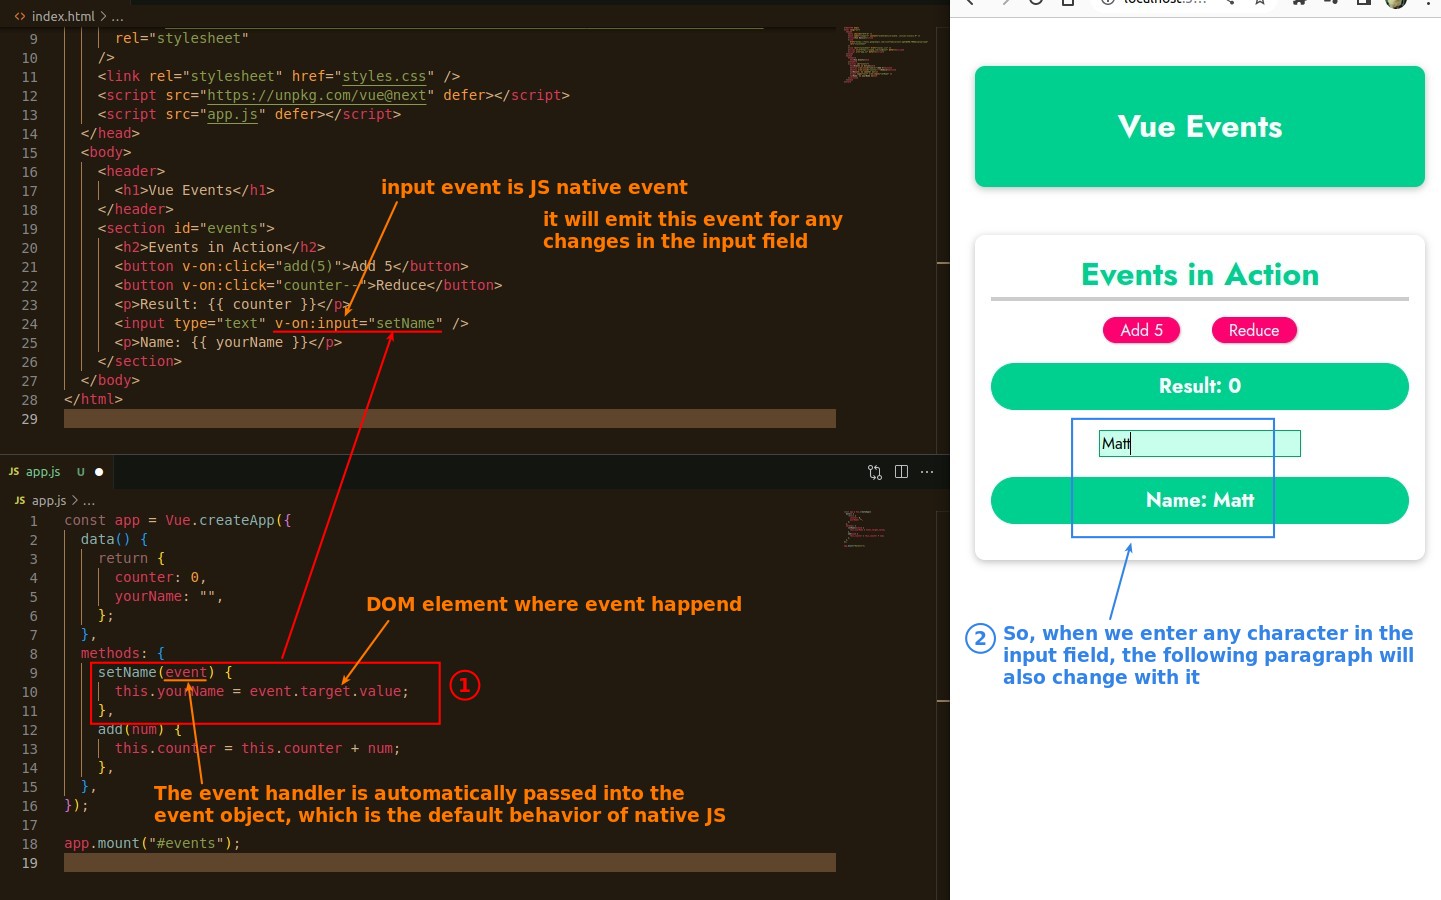 index.html > ...
9 rel="stylesheet"
10 />
11 <link rel="stylesheet" href="styles.css" />
12 <script src="https://unpkg.com/vue@next" defer></script>
13 <script src="app.js" defer></script>
14 </head>
15 <body>
16 <header>
17 <h1>Vue Events</h1>
18 </header>
19 <section id="events">
20 <h2>Events in Action</h2>
21 <button v-on:click="add(5)">Add 5</button>
22 <button v-on:click="counter--">Reduce</button>
23 <p>Result: {{ counter }}</p>
24 <input type="text" v-on:input="setName" />
25 <p>Name: {{ yourName }}</p>
26 </section>
27 </body>
28 </html>
29
input event is JS native event
it will emit this event for any
changes in the input field
JS app.js U
JS app.js > ...
1 const app = Vue.createApp({
2 data() {
3 return {
4 counter: 0,
5 yourName: "",
6 };
7 },
8 methods: {
9 setName(event) {
10 this.yourName = event.target.value;
11 },
12 add(num) {
13 this.counter = this.counter + num;
14 },
15 },
16 });
17
18 app.mount("#events");
19
DOM element where event happend
1
The event handler is automatically passed into the
event object, which is the default behavior of native JS
Vue Events
Events in Action
Add 5 Reduce
Result: 0
Matt
Name: Matt
2 So, when we enter any character in the
input field, the following paragraph will
also change with it